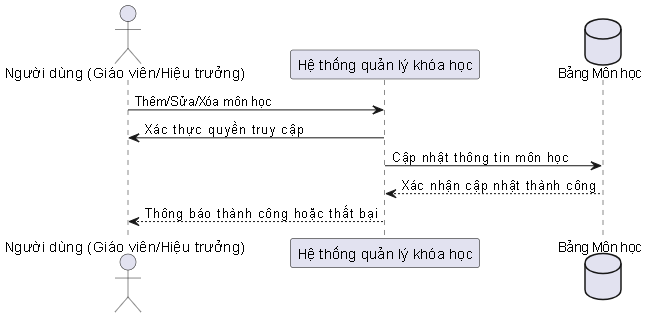 Người dùng (Giáo viên/Hiệu trưởng)
Hệ thống quản lý khóa học
Bảng Môn học
Thêm/Sửa/Xóa môn học
Xác thực quyền truy cập
Cập nhật thông tin môn học
Xác nhận cập nhật thành công
Thông báo thành công hoặc thất bại
Người dùng (Giáo viên/Hiệu trưởng)
Hệ thống quản lý khóa học
Bảng Môn học